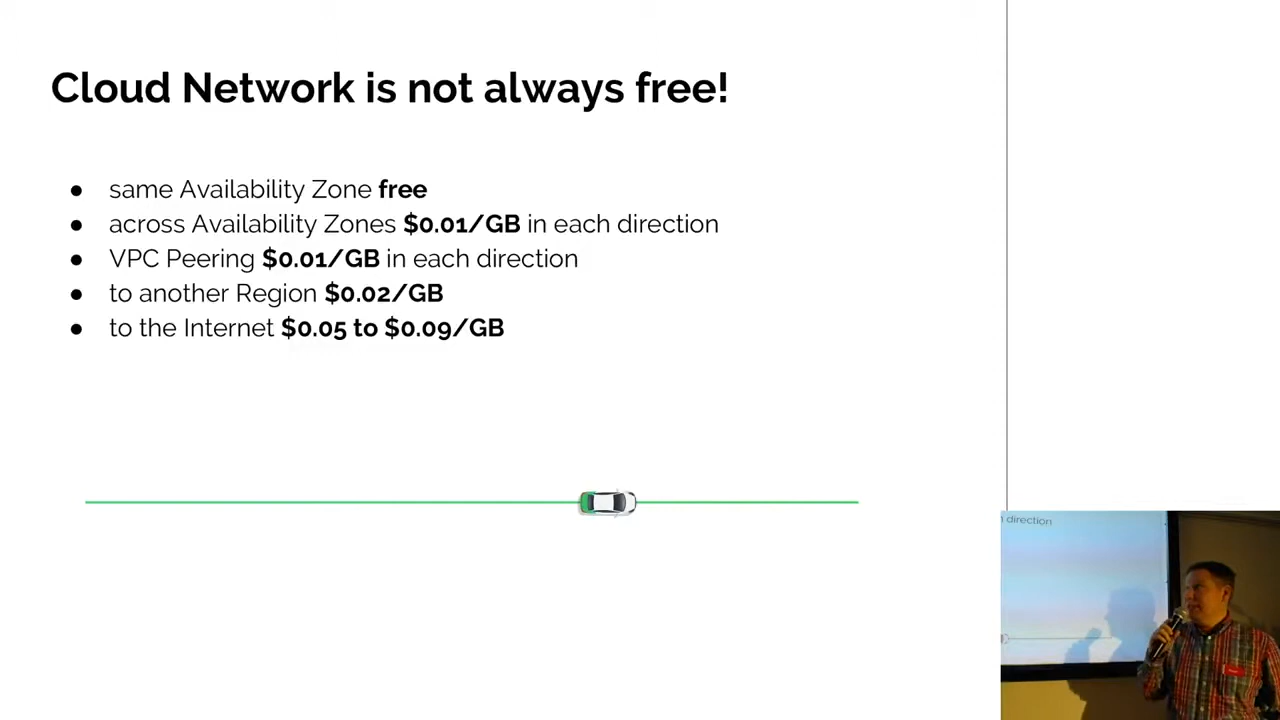 Cloud Network is not always free!
● same Availability Zone free
● across Availability Zones $0.01/GB in each direction
● VPC Peering $0.01/GB in each direction
● to another Region $0.02/GB
● to the Internet $0.05 to $0.09/GB
direction